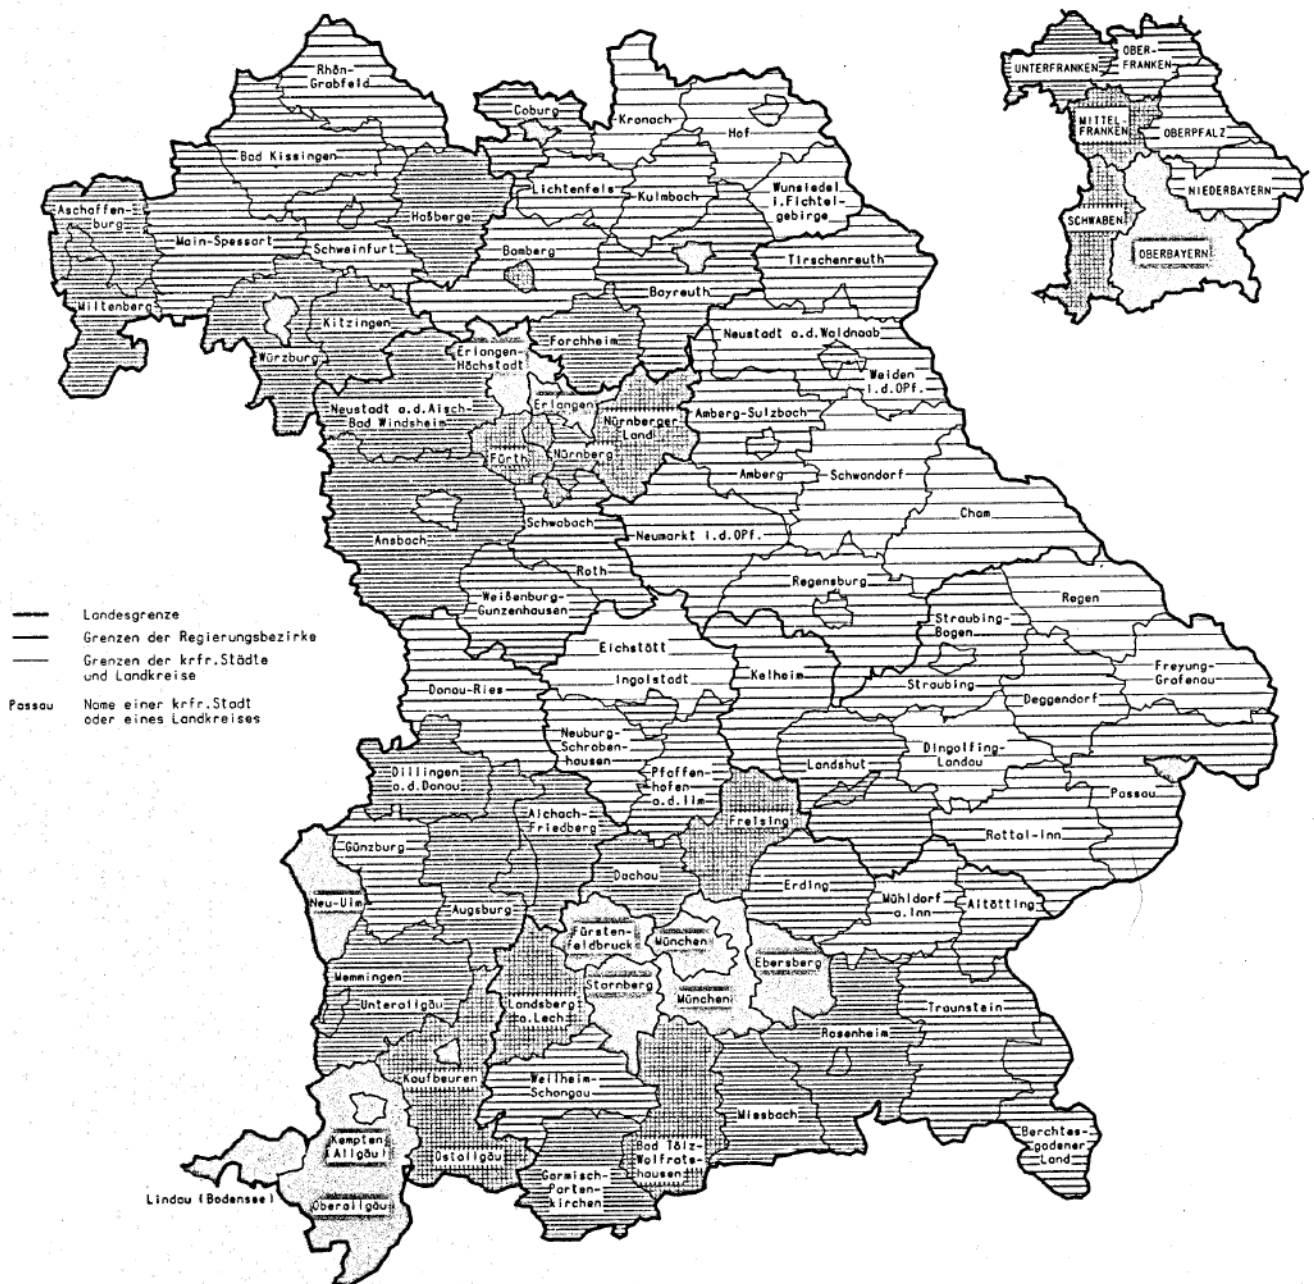 Rhön-
Grabfeld
Coburg
Kronach
Hof
Bad Kissingen
Lichtenfels
Kulmbach
Wunsiedel
i.Fichtel-
gebirge
Aschaffen-
burg
Haßberge
Main-Spessart
Schweinfurt
Bamberg
Tirschenreuth
Bayreuth
Miltenberg
Kitzingen
Würzburg
Erlangen-
Höchstadt
Forchheim
Neustadt a.d.Waldnaab
Weiden
i.d.OPf.
Neustadt a.d.Aisch-
Bad Windsheim
Erlangen
Nürnberger
Land
Amberg-Sulzbach
Fürth
Nürnberg
Amberg
Schwandorf
Cham
Ansbach
Schwabach
Neumarkt i.d.OPf.
Roth
Regensburg
Weißenburg-
Gunzenhausen
Straubing-
Bogen
Regen
Eichstätt
Ingolstadt
Kelheim
Straubing
Deggendorf
Freyung-
Grafenau
Donau-Ries
Neuburg-
Schroben-
hausen
Landshut
Dingolfing-
Landau
Dillingen
a.d.Donau
Pfaffen-
hofen
a.d.Ilm
Passau
Aichach-
Friedberg
Freising
Rottal-Inn
Günzburg
Dachau
Erding
Mühldorf
a.Inn
Altötting
Neu-Ulm
Augsburg
Fürsten-
feldbruck
München
Ebersberg
Memmingen
Unterallgäu
Landsberg
a.Lech
Starnberg
München
Traunstein
Rosenheim
Kaufbeuren
Weilheim-
Schongau
Miesbach
Kempten
(Allgäu)
Ostallgäu
Bad Tölz-
Wolfrats-
hausen
Berchtes-
gadener
Land
Garmisch-
Parten-
kirchen
Lindau (Bodensee)
Oberallgäu
UNTERFRANKEN
OBER-
FRANKEN
MITTEL-
FRANKEN
OBERPFALZ
NIEDERBAYERN
SCHWABEN
OBERBAYERN
Landesgrenze
Grenzen der Regierungsbezirke
Grenzen der krfr.Städte
und Landkreise
Passau Name einer krfr.Stadt
oder eines Landkreises